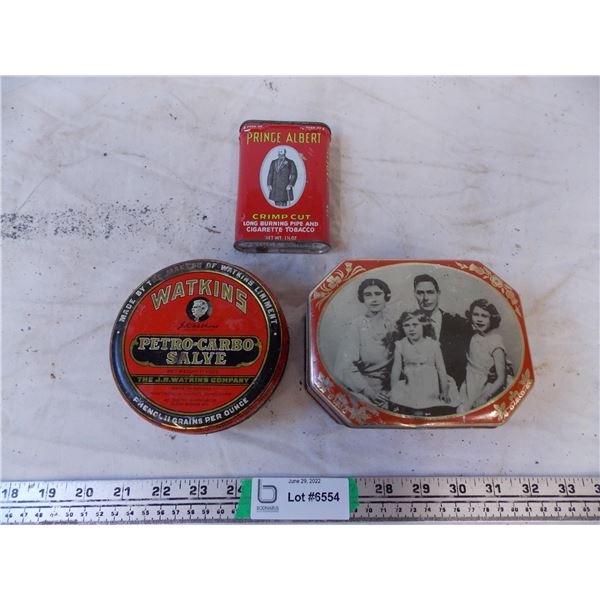 PRINCE ALBERT
CRIMP CUT
LONG BURNING PIPE AND
CIGARETTE TOBACCO
MADE BY THE MAKERS OF WATKINS LINIMENT
WATKINS
PETRO-CARBO
SALVE
THE J.R. WATKINS COMPANY
PHENOL 11 GRAINS PER OUNCE
18 19 20 21 22 23 24 28 29 30 31 32 33
June 29, 2022
Lot #6554
BODNARUS